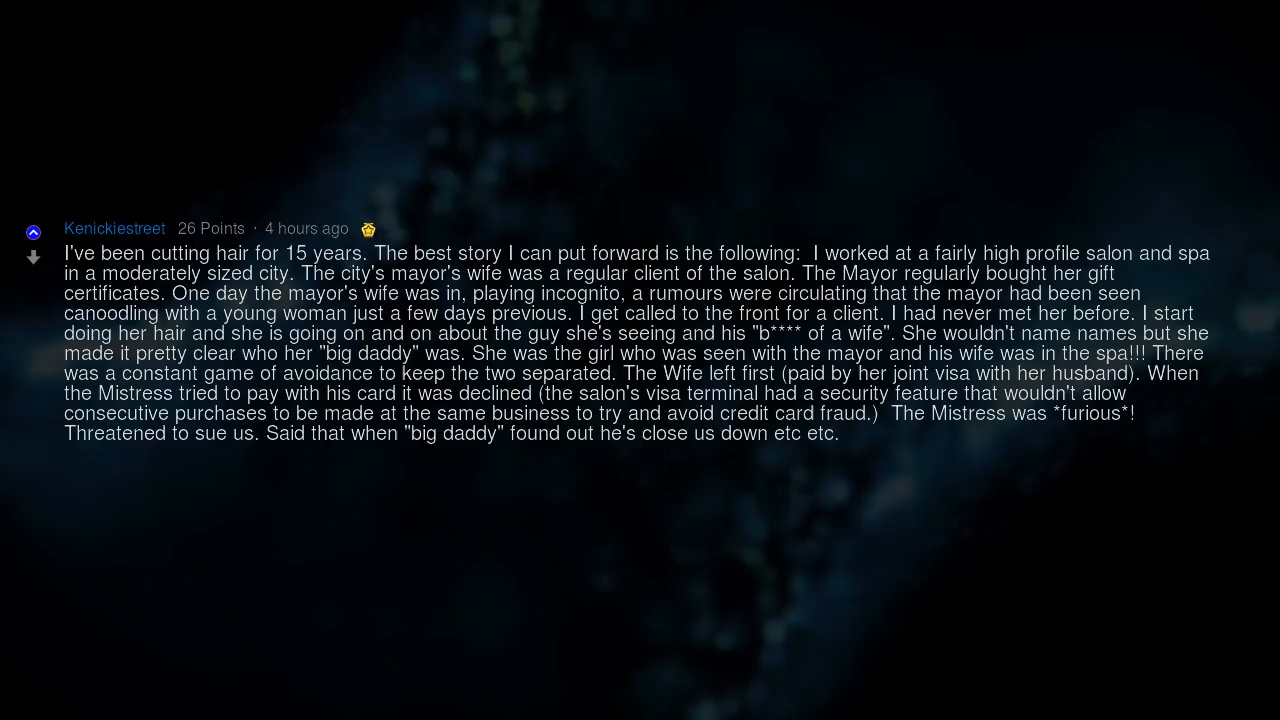 Kenickiestreet 26 Points · 4 hours ago
I've been cutting hair for 15 years. The best story I can put forward is the following:  I worked at a fairly high profile salon and spa
in a moderately sized city. The city's mayor's wife was a regular client of the salon. The Mayor regularly bought her gift
certificates. One day the mayor's wife was in, playing incognito, a rumours were circulating that the mayor had been seen
canoodling with a young woman just a few days previous. I get called to the front for a client. I had never met her before. I start
doing her hair and she is going on and on about the guy she's seeing and his "b**** of a wife". She wouldn't name names but she
made it pretty clear who her "big daddy" was. She was the girl who was seen with the mayor and his wife was in the spa!!! There
was a constant game of avoidance to keep the two separated. The Wife left first (paid by her joint visa with her husband). When
the Mistress tried to pay with his card it was declined (the salon's visa terminal had a security feature that wouldn't allow
consecutive purchases to be made at the same business to try and avoid credit card fraud.)  The Mistress was *furious*!
Threatened to sue us. Said that when "big daddy" found out he's close us down etc etc.